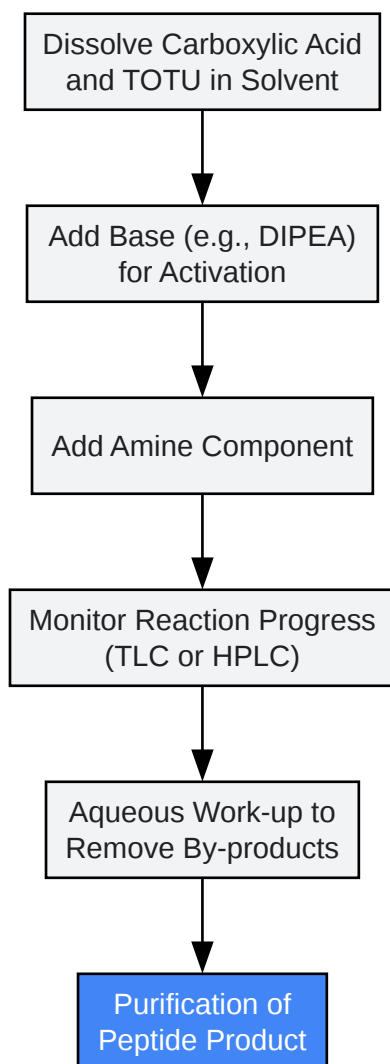 Dissolve Carboxylic Acid
and TOTU in Solvent
Add Base (e.g., DIPEA)
for Activation
Add Amine Component
Monitor Reaction Progress
(TLC or HPLC)
Aqueous Work-up to
Remove By-products
Purification of
Peptide Product